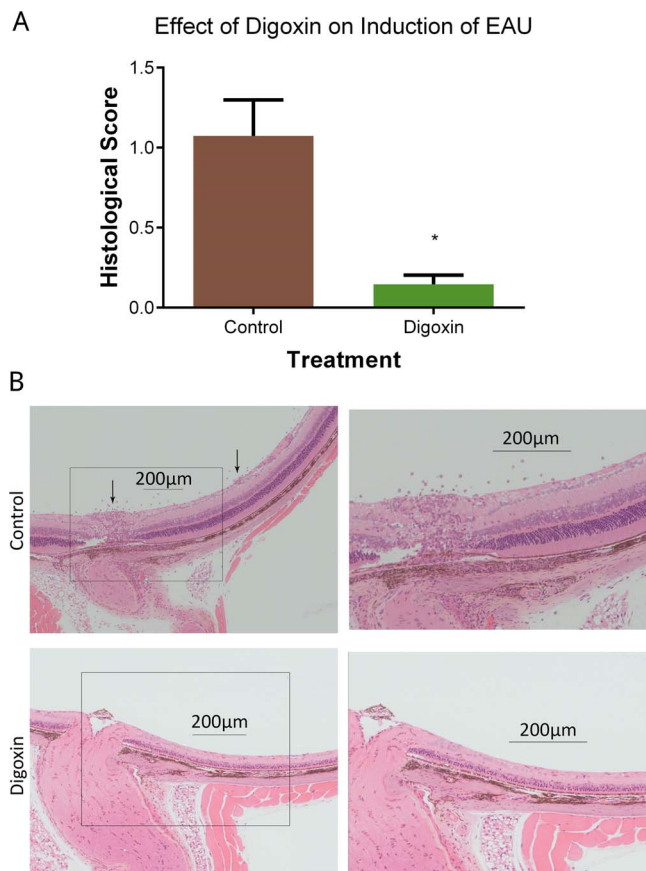 A
Effect of Digoxin on Induction of EAU
Histological Score
1.5
1.0
0.5
0.0
*
Control
Digoxin
Treatment
B
Control
200μm
200μm
Digoxin
200μm
200μm